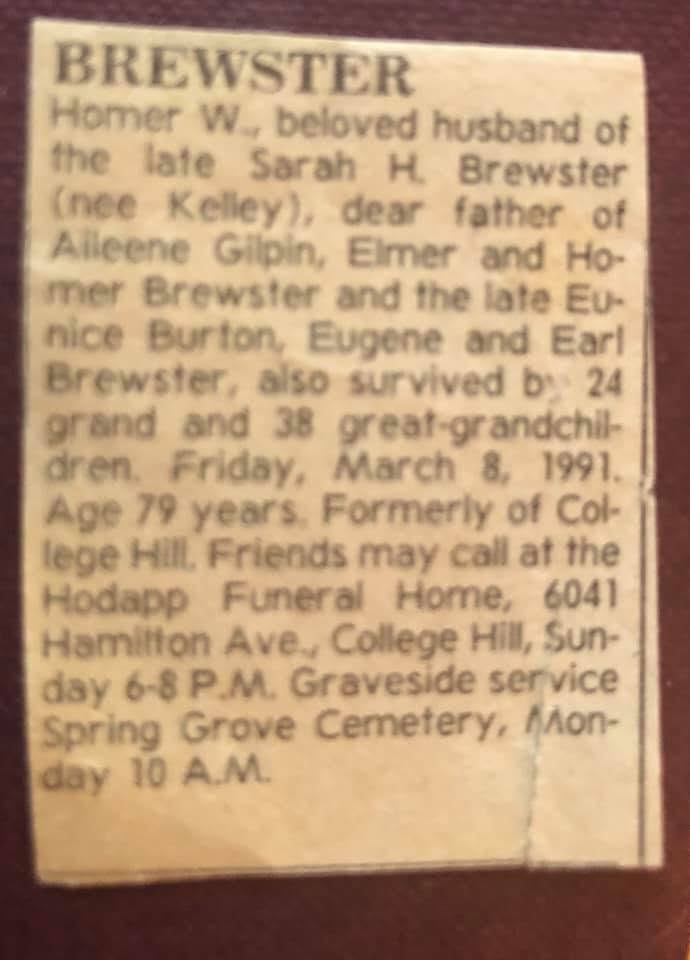 BREWSTER
Homer W., beloved husband of
the late Sarah H. Brewster
(nee Kelley), dear father of
Aileene Gilpin, Elmer and Ho-
mer Brewster and the late Eu-
nice Burton, Eugene and Earl
Brewster, also survived by 24
grand and 38 great-grandchil-
dren. Friday, March 8, 1991.
Age 79 years. Formerly of Col-
lege Hill. Friends may call at the
Hodapp Funeral Home, 6041
Hamilton Ave., College Hill, Sun-
day 6-8 P.M. Graveside service
Spring Grove Cemetery, Mon-
day 10 A.M.